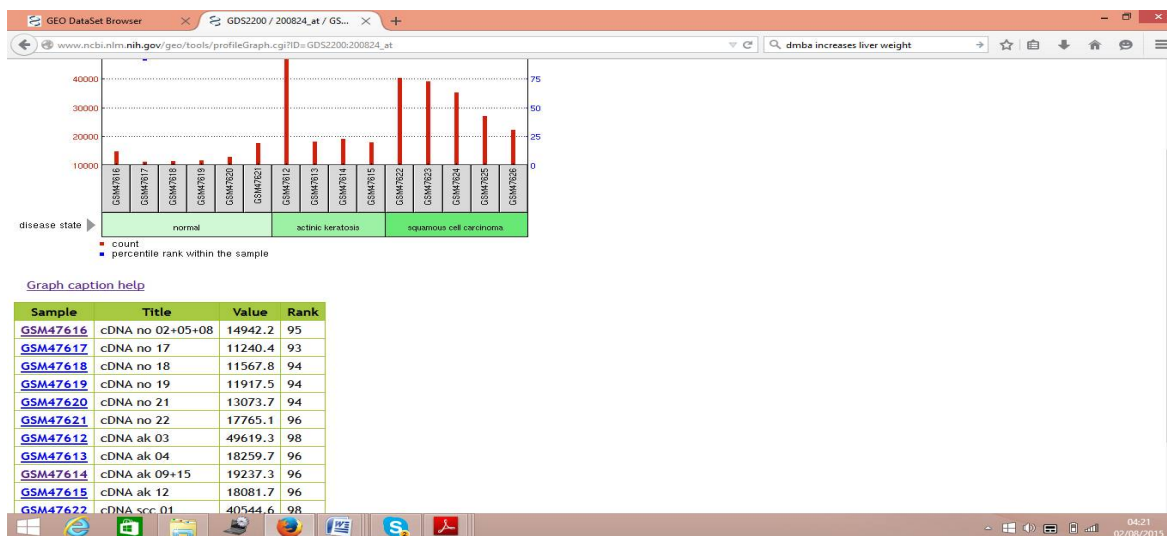 GEO DataSet Browser GDS2200 / 200824_at / GS...
www.ncbi.nlm.nih.gov/geo/tools/profileGraph.cgi?ID=GDS2200:200824_at dmba increases liver weight
40000 75
30000 50
20000 25
10000 0
GSM47616 GSM47617 GSM47618 GSM47619 GSM47620 GSM47621 GSM47612 GSM47613 GSM47614 GSM47615 GSM47622 GSM47623 GSM47624 GSM47625 GSM47626
disease state normal actinic keratosis squamous cell carcinoma
count
percentile rank within the sample
Graph caption help
Sample Title Value Rank
GSM47616 cDNA no 02+05+08 14942.2 95
GSM47617 cDNA no 17 11240.4 93
GSM47618 cDNA no 18 11567.8 94
GSM47619 cDNA no 19 11917.5 94
GSM47620 cDNA no 21 13073.7 94
GSM47621 cDNA no 22 17765.1 96
GSM47612 cDNA ak 03 49619.3 98
GSM47613 cDNA ak 04 18259.7 96
GSM47614 cDNA ak 09+15 19237.3 96
GSM47615 cDNA ak 12 18081.7 96
GSM47622 cDNA scc 01 40544.6 98
04:21
02/08/2015